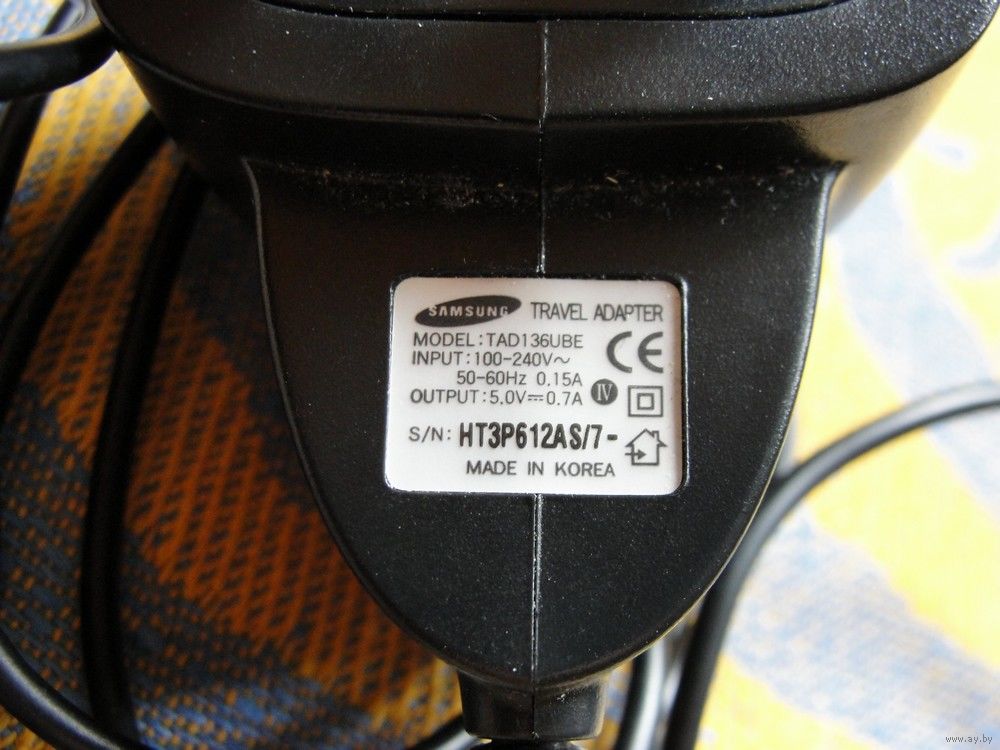 SAMSUNG TRAVEL ADAPTER
MODEL:TAD136UBE
INPUT:100-240V~
50-60Hz 0.15A
OUTPUT:5.0V⎓0.7A
CE
IV
S/N: HT3P612AS/7-
MADE IN KOREA
www.ay.by